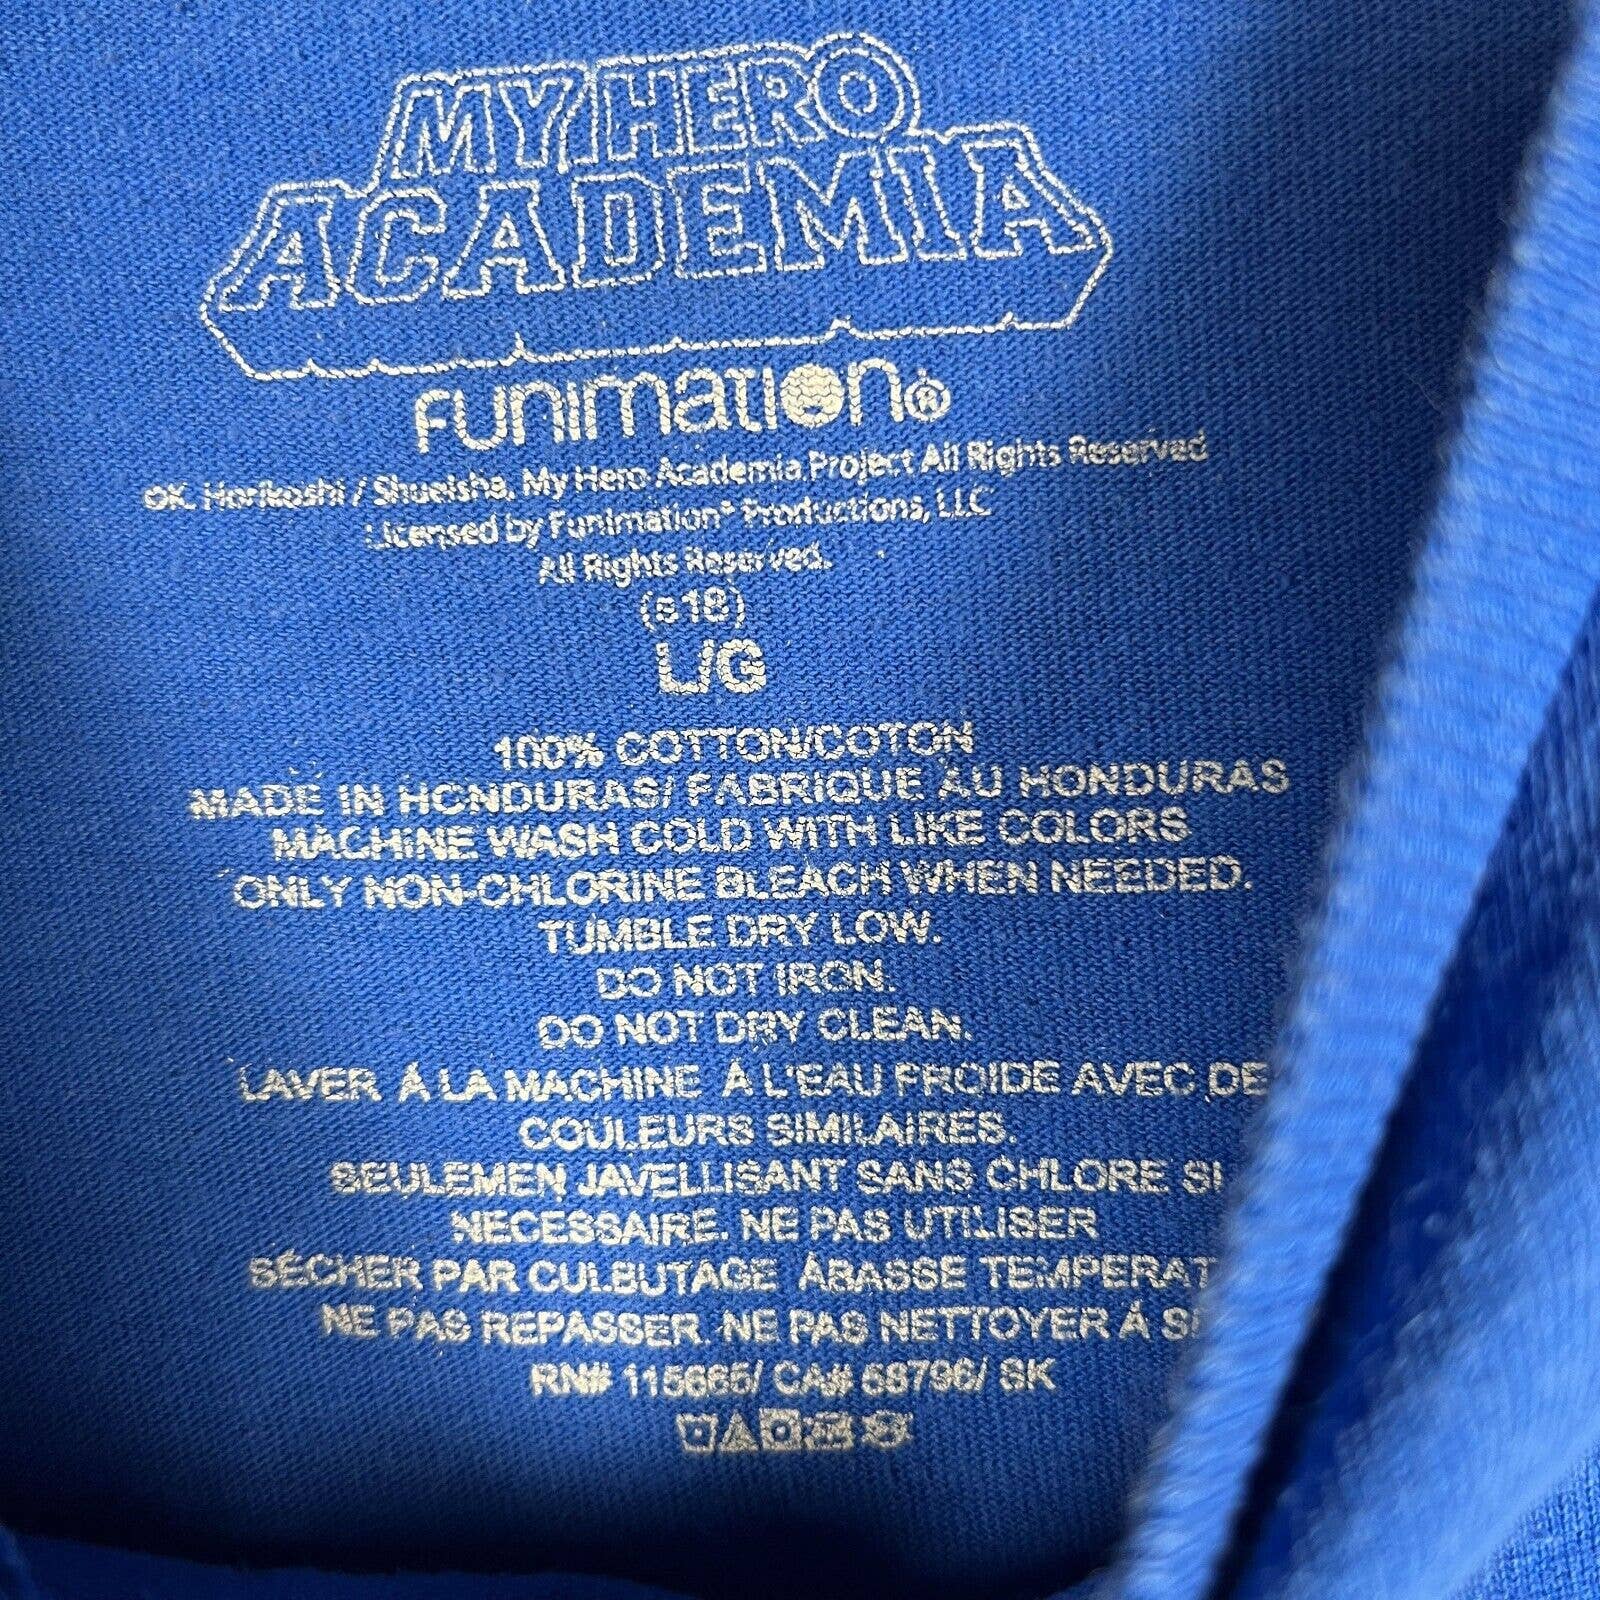 MY HERO
ACADEMIA
FUNIMATION®
©K. Horikoshi / Shueisha, My Hero Academia Project All Rights Reserved
Licensed by Funimation® Productions, LLC
All Rights Reserved.
(s18)
L/G
100% COTTON/COTON
MADE IN HONDURAS/ FABRIQUE AU HONDURAS
MACHINE WASH COLD WITH LIKE COLORS
ONLY NON-CHLORINE BLEACH WHEN NEEDED.
TUMBLE DRY LOW.
DO NOT IRON.
DO NOT DRY CLEAN.
LAVER À LA MACHINE À L'EAU FROIDE AVEC DE
COULEURS SIMILAIRES.
SEULEMEN JAVELLISANT SANS CHLORE SI
NECESSAIRE. NE PAS UTILISER
SÉCHER PAR CULBUTAGE ÀBASSE TEMPERAT
NE PAS REPASSER. NE PAS NETTOYER À S
RN# 115665/ CA# 58796/ SK